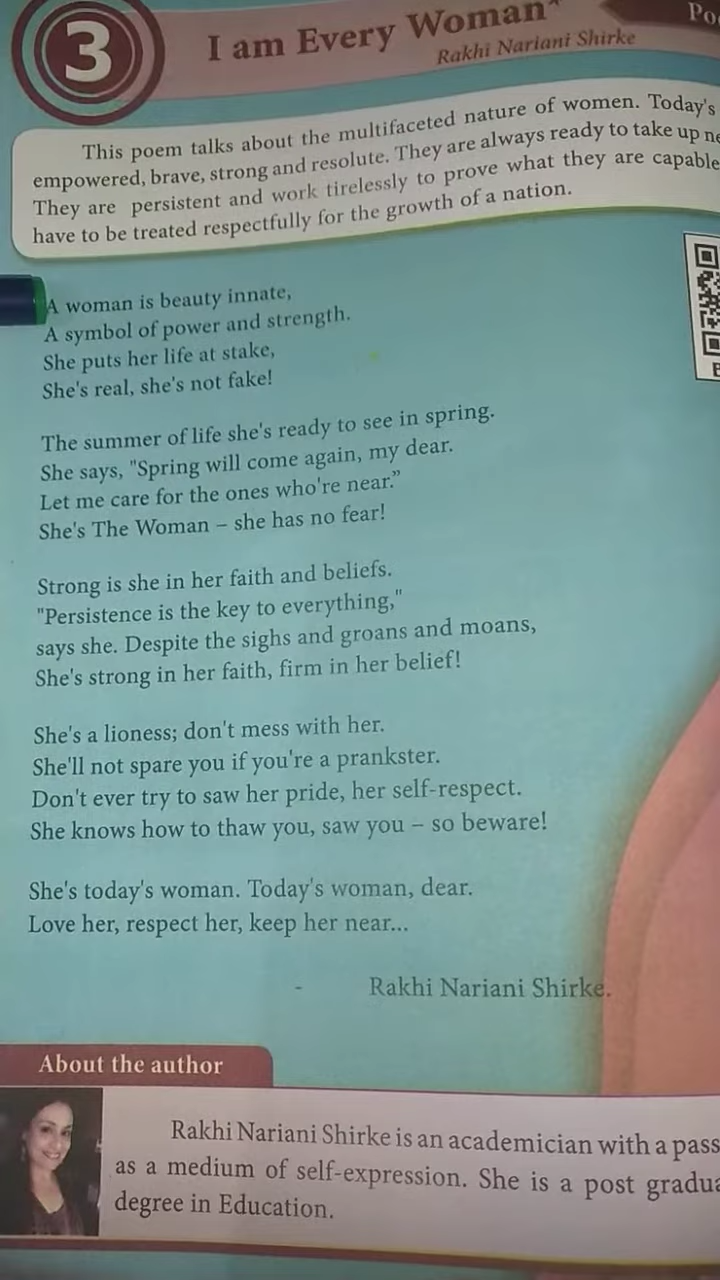 3
I am Every Woman*
Po
Rakhi Nariani Shirke
This poem talks about the multifaceted nature of women. Today's
empowered, brave, strong and resolute. They are always ready to take up ne
They are persistent and work tirelessly to prove what they are capable
have to be treated respectfully for the growth of a nation.
A woman is beauty innate,
A symbol of power and strength.
She puts her life at stake,
She's real, she's not fake!
The summer of life she's ready to see in spring.
She says, "Spring will come again, my dear.
Let me care for the ones who're near.”
She's The Woman – she has no fear!
Strong is she in her faith and beliefs.
"Persistence is the key to everything,"
says she. Despite the sighs and groans and moans,
She's strong in her faith, firm in her belief!
She's a lioness; don't mess with her.
She'll not spare you if you're a prankster.
Don't ever try to saw her pride, her self-respect.
She knows how to thaw you, saw you – so beware!
She's today's woman. Today's woman, dear.
Love her, respect her, keep her near...
- Rakhi Nariani Shirke.
About the author
Rakhi Nariani Shirke is an academician with a pass
as a medium of self-expression. She is a post gradua
degree in Education.